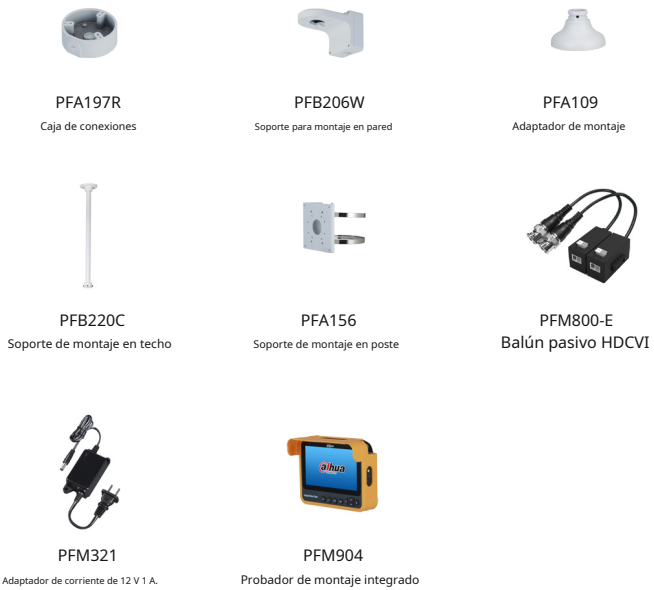 PFA197R
Caja de conexiones
PFB206W
Soporte para montaje en pared
PFA109
Adaptador de montaje
PFB220C
Soporte de montaje en techo
PFA156
Soporte de montaje en poste
PFM800-E
Balún pasivo HDCVI
alhua
PFM321
Adaptador de corriente de 12 V 1 A.
PFM904
Probador de montaje integrado